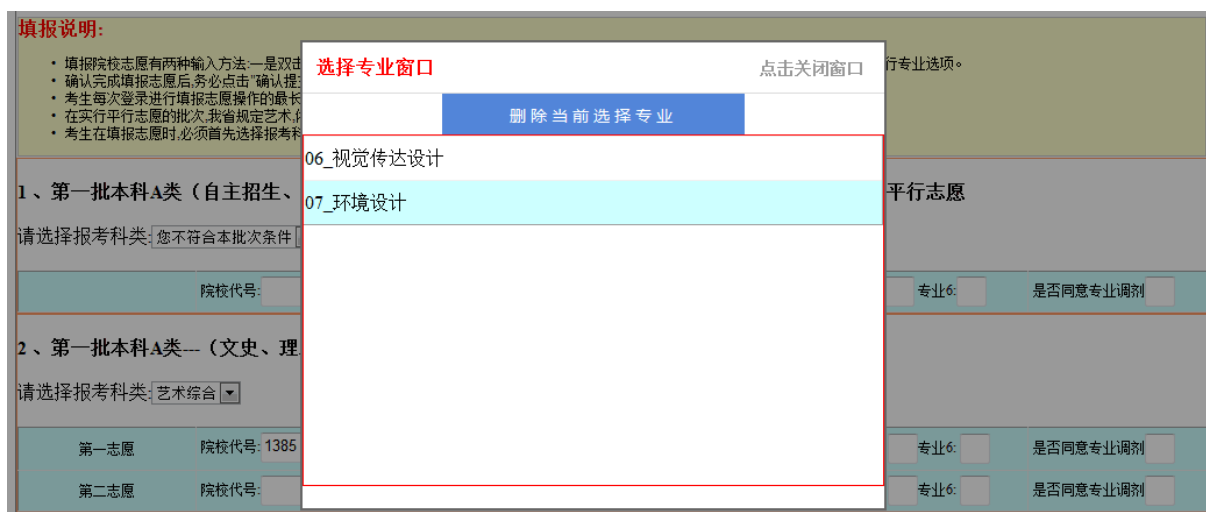 填报说明:
• 填报院校志愿有两种输入方法:一是双击
行专业选项。
• 确认完成填报志愿后,务必点击"确认提
• 考生每次登录进行填报志愿操作的最长
• 在实行平行志愿的批次,我省规定艺术,
• 考生在填报志愿时,必须首先选择报考科
选择专业窗口 点击关闭窗口
删除当前选择专业
06_视觉传达设计
07_环境设计
1、第一批本科A类（自主招生、
平行志愿
请选择报考科类:您不符合本批次条件
院校代号: 专业6: 是否同意专业调剂
2、第一批本科A类---（文史、理
请选择报考科类:艺术综合
第一志愿 院校代号:1385 专业6: 是否同意专业调剂
第二志愿 院校代号: 专业6: 是否同意专业调剂